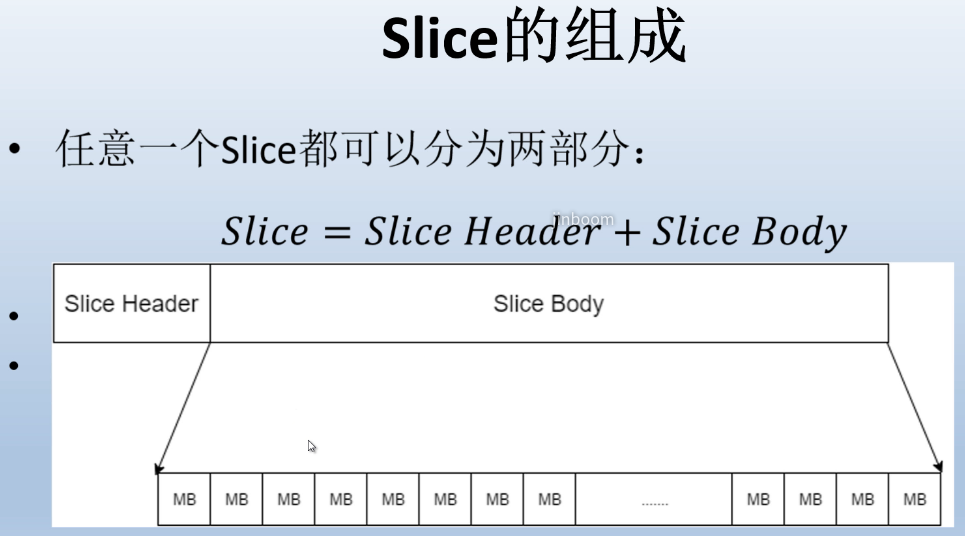 Slice的组成
• 任意一个Slice都可以分为两部分：
jinboom
Slice = Slice Header + Slice Body
Slice Header Slice Body
•
•
MB MB MB MB MB MB MB MB ....... MB MB MB MB